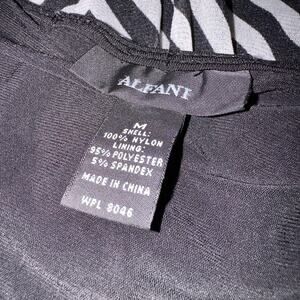 ALFANI
M
SHELL:
100% NYLON
LINING:
95% POLYESTER
5% SPANDEX
MADE IN CHINA
WPL 8046